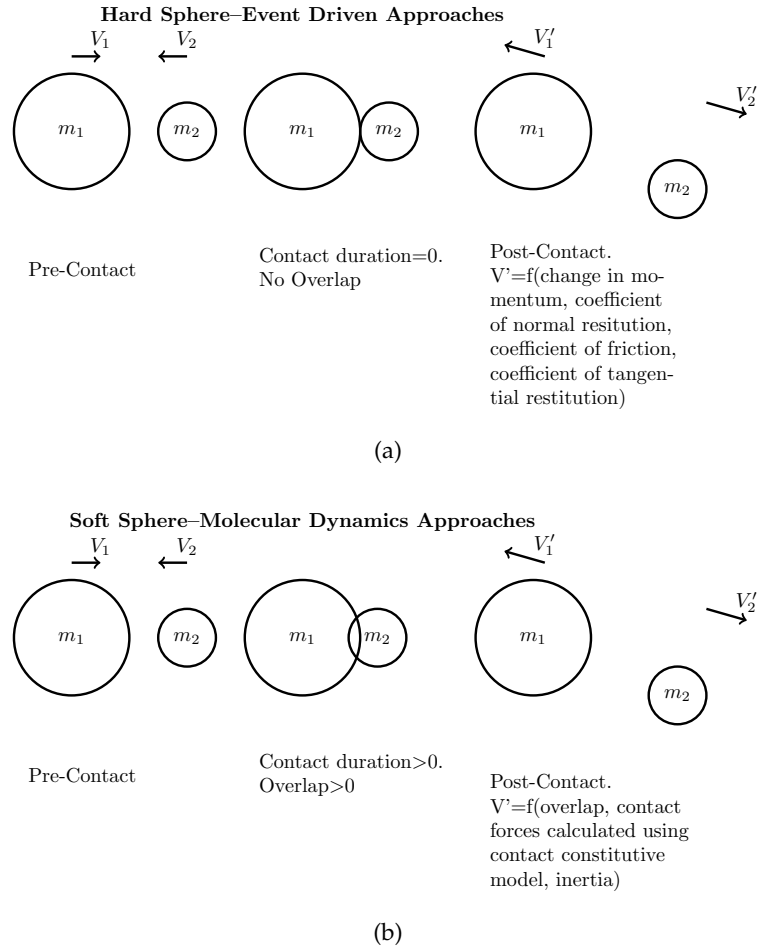 Hard Sphere–Event Driven Approaches
V₁ V₂ V₁′
V₂′
m₁ m₂ m₁ m₂ m₁
m₂
Pre-Contact
Contact duration=0.
No Overlap
Post-Contact.
V'=f(change in mo-
mentum, coefficient
of normal resitution,
coefficient of friction,
coefficient of tangen-
tial restitution)
(a)
Soft Sphere–Molecular Dynamics Approaches
V₁ V₂ V₁′
V₂′
m₁ m₂ m₁ m₂ m₁
m₂
Pre-Contact
Contact duration>0.
Overlap>0
Post-Contact.
V'=f(overlap, contact
forces calculated using
contact constitutive
model, inertia)
(b)